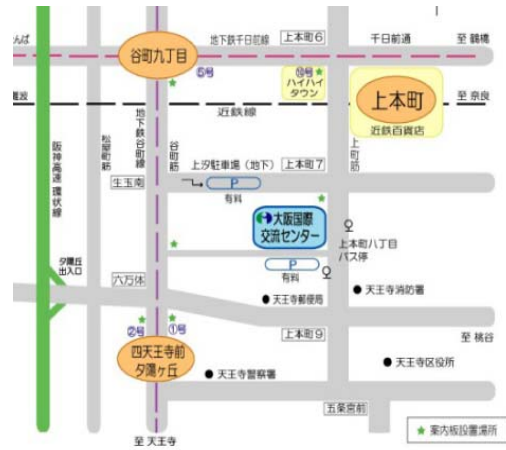 んば
地下鉄千日前線
上本町6
千日前通
至 鶴橋
谷町九丁目
⑤号
⑩号
ハイハイ
タウン
上本町
近鉄百貨店
難波
近鉄線
至 奈良
阪神高速 環状線
松屋町筋
地下鉄谷町線
谷町筋
上町筋
上汐駐車場（地下）
上本町7
生玉南
P
有料
大阪国際
交流センター
上本町八丁目
バス停
夕陽丘
出入口
P
有料
六万体
天王寺郵便局
天王寺消防署
②号
①号
上本町9
至 桃谷
四天王寺前
夕陽ヶ丘
天王寺警察署
天王寺区役所
五条宮前
案内板設置場所
至 天王寺